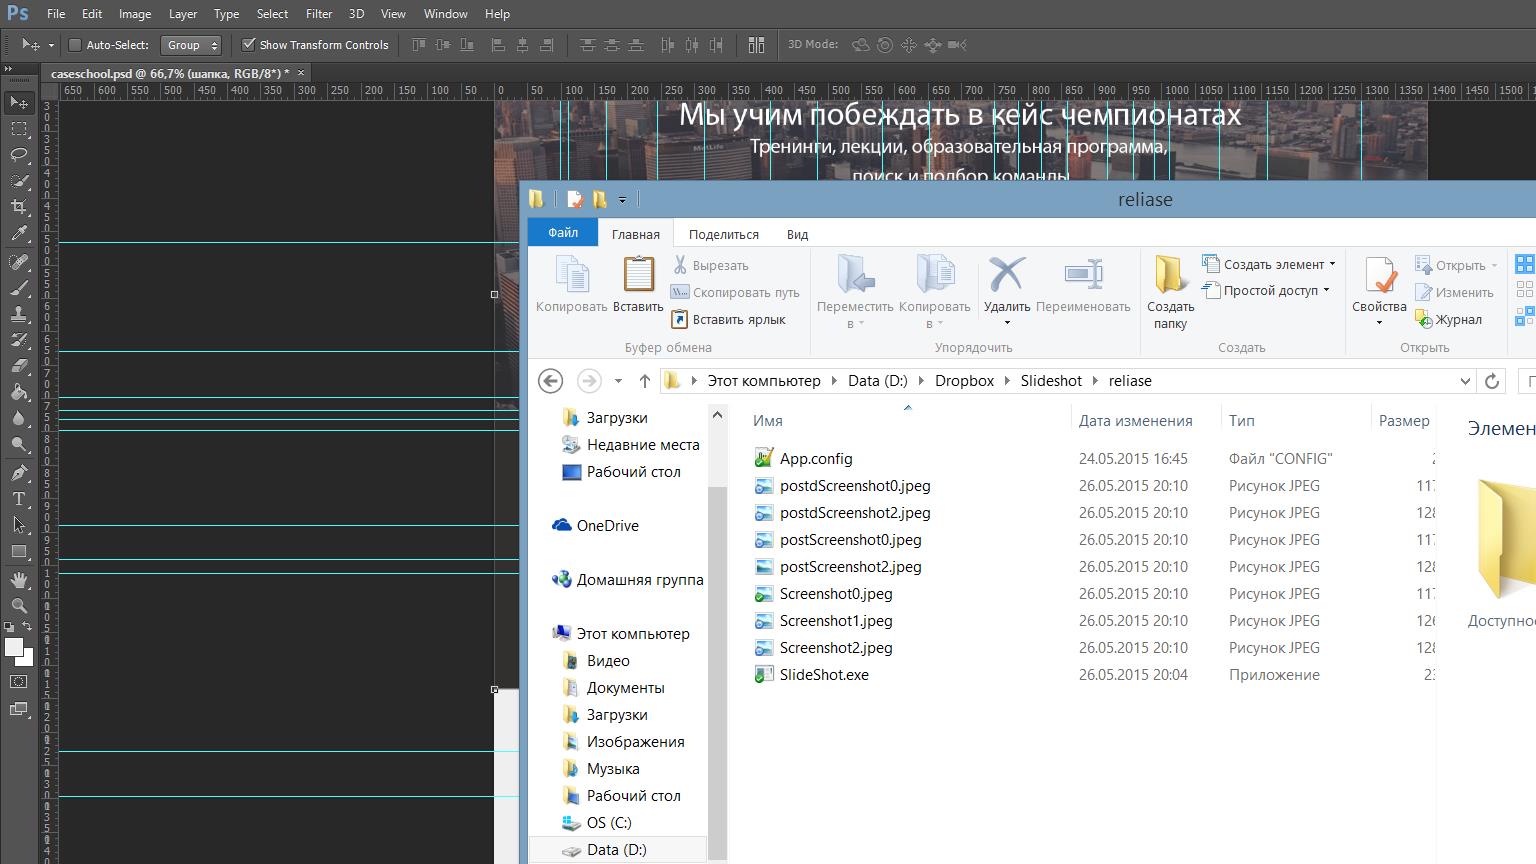 Ps File Edit Image Layer Type Select Filter 3D View Window Help
Auto-Select: Group Show Transform Controls 3D Mode:
caseschool.psd @ 66,7% (шапка, RGB/8*) * ×
650 600 550 500 450 400 350 300 250 200 150 100 50 0 50 100 150 200 250 300 350 400 450 500 550 600 650 700 750 800 850 900 950 1000 1050 1100 1150 1200 1250 1300 1350 1400 1450 1500
Мы учим побеждать в кейс чемпионатах
Тренинги, лекции, образовательная программа,
поиск и подбор команды
MetLife
reliase
Файл Главная Поделиться Вид
Копировать
Вставить
Вырезать
Скопировать путь
Вставить ярлык
Буфер обмена
Переместить в
Копировать в
Удалить
Переименовать
Упорядочить
Создать папку
Создать элемент
Простой доступ
Создать
Свойства
Открыть
Изменить
Журнал
Открыть
Этот компьютер Data (D:) Dropbox Slideshot reliase
Загрузки
Недавние места
Рабочий стол
OneDrive
Домашняя группа
Этот компьютер
Видео
Документы
Загрузки
Изображения
Музыка
Рабочий стол
OS (C:)
Data (D:)
Имя Дата изменения Тип Размер
App.config 24.05.2015 16:45 Файл "CONFIG"
postdScreenshot0.jpeg 26.05.2015 20:10 Рисунок JPEG 117
postdScreenshot2.jpeg 26.05.2015 20:10 Рисунок JPEG 128
postScreenshot0.jpeg 26.05.2015 20:10 Рисунок JPEG 117
postScreenshot2.jpeg 26.05.2015 20:10 Рисунок JPEG 128
Screenshot0.jpeg 26.05.2015 20:10 Рисунок JPEG 117
Screenshot1.jpeg 26.05.2015 20:10 Рисунок JPEG 126
Screenshot2.jpeg 26.05.2015 20:10 Рисунок JPEG 128
SlideShot.exe 26.05.2015 20:04 Приложение 23
Элемен
Доступнос